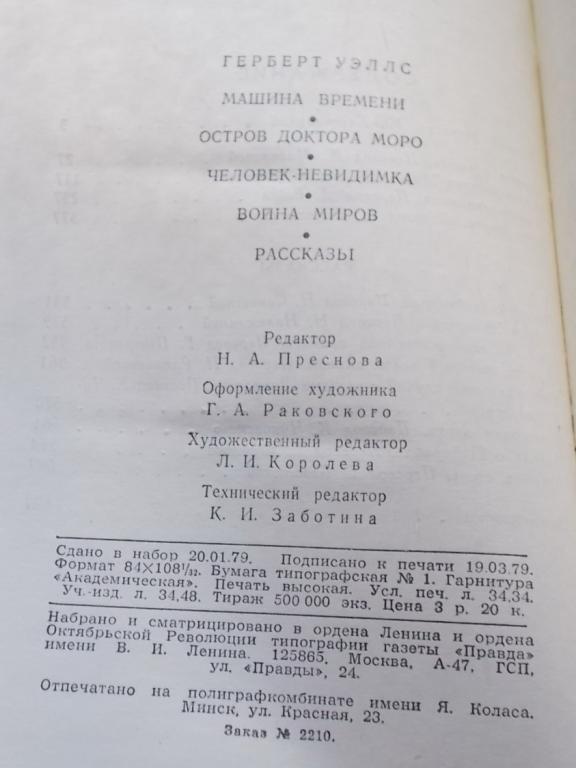 ГЕРБЕРТ УЭЛЛС
МАШИНА ВРЕМЕНИ
•
ОСТРОВ ДОКТОРА МОРО
•
ЧЕЛОВЕК-НЕВИДИМКА
•
ВОЙНА МИРОВ
•
РАССКАЗЫ
Редактор
Н. А. Преснова
Оформление художника
Г. А. Раковского
Художественный редактор
Л. И. Королева
Технический редактор
К. И. Заботина
Сдано в набор 20.01.79. Подписано к печати 19.03.79.
Формат 84×108¹/₃₂. Бумага типографская № 1. Гарнитура
«Академическая». Печать высокая. Усл. печ. л. 34,34.
Уч.-изд. л. 34,48. Тираж 500 000 экз. Цена 3 р. 20 к.
Набрано и сматрицировано в ордена Ленина и ордена
Октябрьской Революции типографии газеты «Правда»
имени В. И. Ленина. 125865, Москва, А-47, ГСП,
ул. «Правды», 24.
Отпечатано на полиграфкомбинате имени Я. Коласа.
Минск, ул. Красная, 23.
Заказ № 2210.